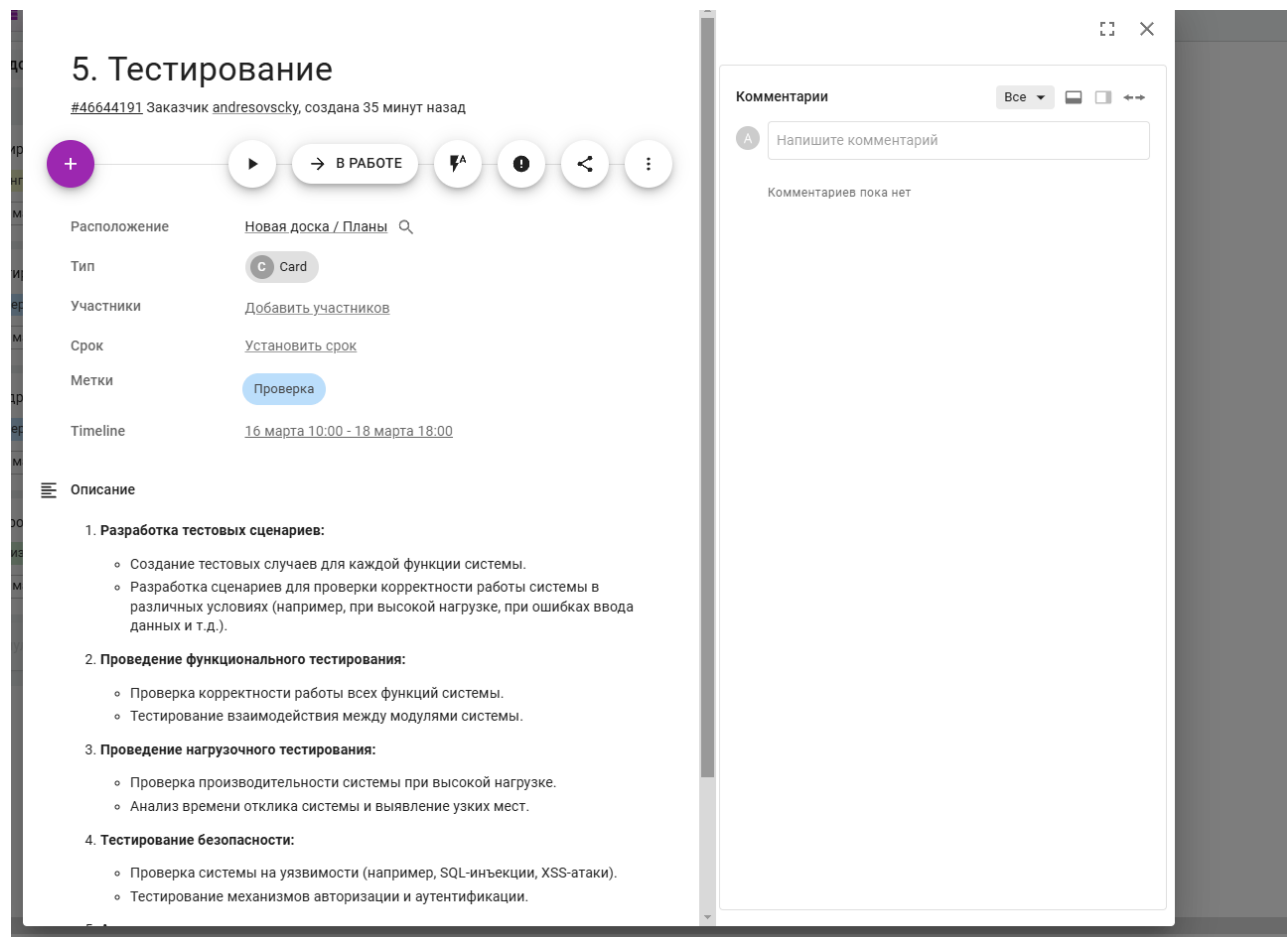 5. Тестирование
#46644191 Заказчик andresovscky, создана 35 минут назад
В РАБОТЕ
Расположение
Новая доска / Планы
Тип
C Card
Участники
Добавить участников
Срок
Установить срок
Метки
Проверка
Timeline
16 марта 10:00 - 18 марта 18:00
Описание
1. Разработка тестовых сценариев:
Создание тестовых случаев для каждой функции системы.
Разработка сценариев для проверки корректности работы системы в
различных условиях (например, при высокой нагрузке, при ошибках ввода
данных и т.д.).
2. Проведение функционального тестирования:
Проверка корректности работы всех функций системы.
Тестирование взаимодействия между модулями системы.
3. Проведение нагрузочного тестирования:
Проверка производительности системы при высокой нагрузке.
Анализ времени отклика системы и выявление узких мест.
4. Тестирование безопасности:
Проверка системы на уязвимости (например, SQL-инъекции, XSS-атаки).
Тестирование механизмов авторизации и аутентификации.
Комментарии
Все
A
Напишите комментарий
Комментариев пока нет